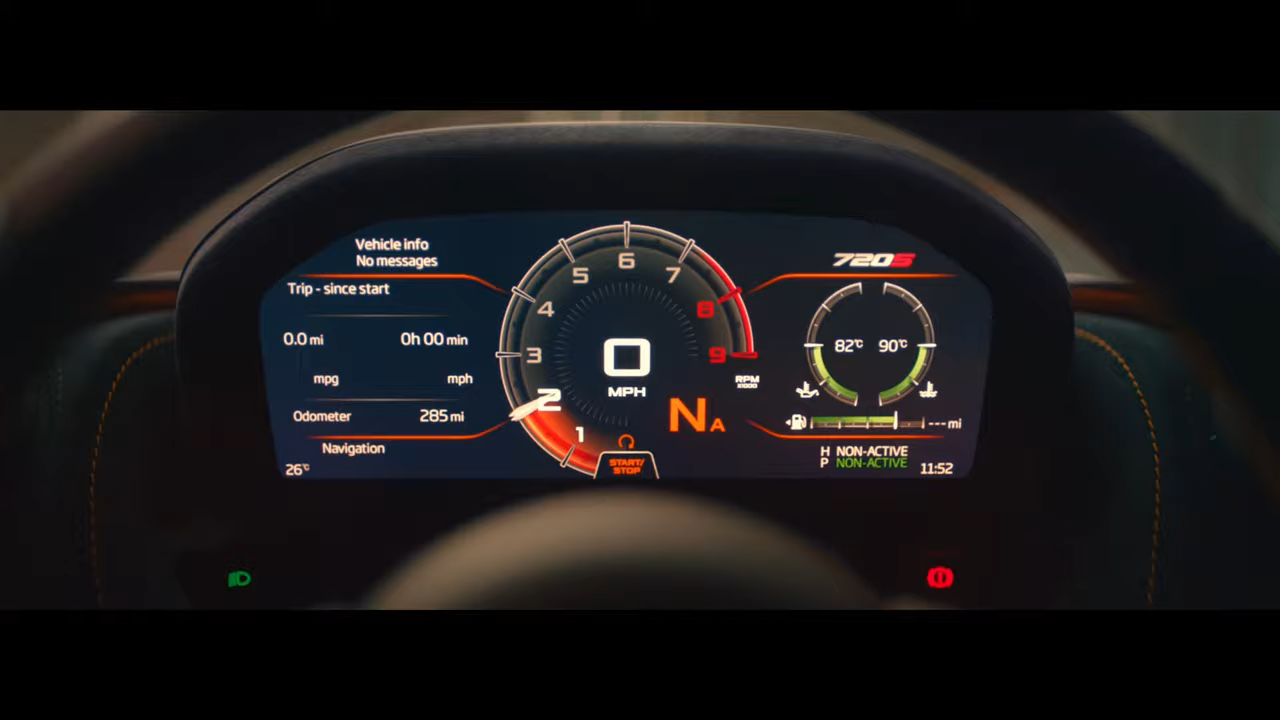 Vehicle info
No messages
Trip - since start
0.0 mi 0h 00 min
mpg mph
Odometer 285 mi
Navigation
26°C
1
2
3
4
5
6
7
8
9
0
MPH
RPM
X1000
NA
START/
STOP
720S
82°C 90°C
--- mi
H NON-ACTIVE
P NON-ACTIVE
11:52